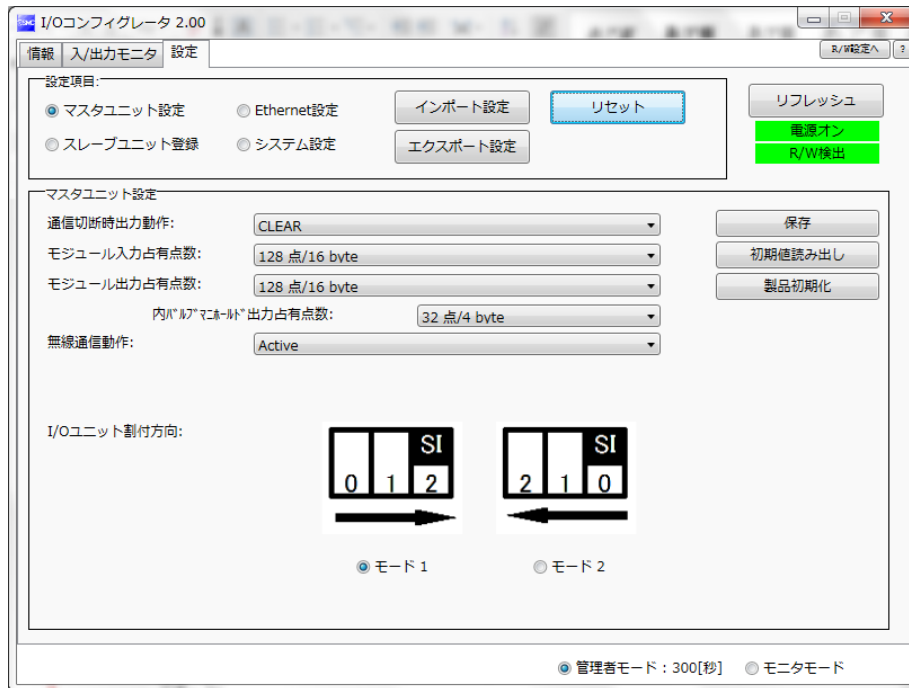 I/Oコンフィグレータ 2.00
情報 入/出力モニタ 設定 R/W設定へ ?
設定項目:
マスタユニット設定 Ethernet設定 インポート設定 リセット リフレッシュ
スレーブユニット登録 システム設定 エクスポート設定 電源オン
R/W検出
マスタユニット設定
通信切断時出力動作: CLEAR 保存
モジュール入力占有点数: 128 点/16 byte 初期値読み出し
モジュール出力占有点数: 128 点/16 byte 製品初期化
内ﾊﾞﾙﾌﾞﾏﾆﾎｰﾙﾄﾞ出力占有点数: 32 点/4 byte
無線通信動作: Active
I/Oユニット割付方向:
SI SI
0 1 2 2 1 0
モード 1 モード 2
管理者モード : 300[秒] モニタモード